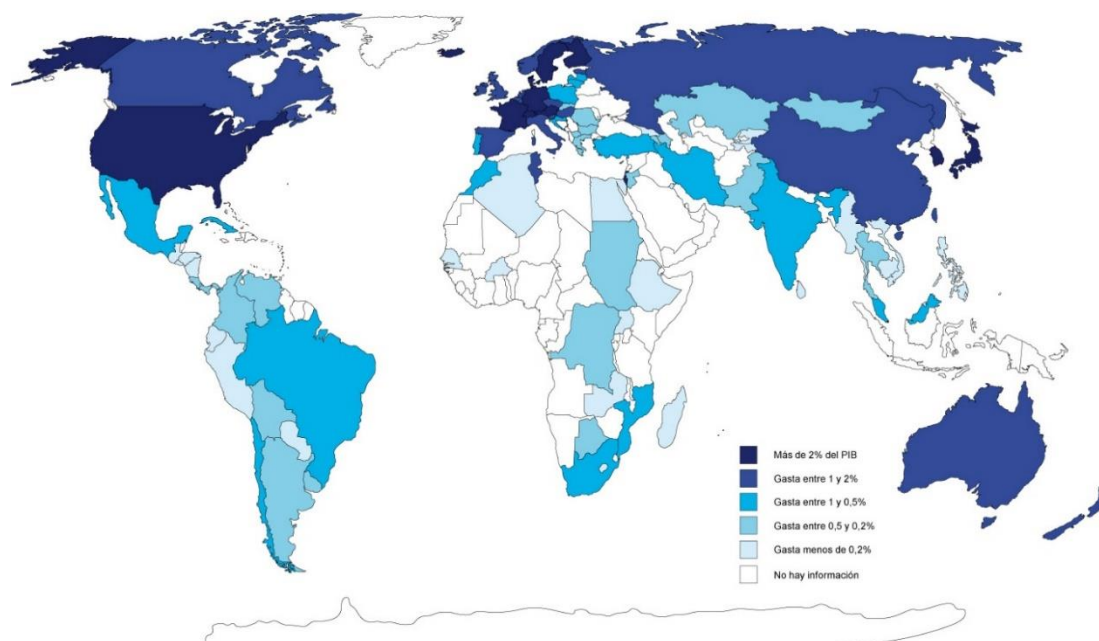 Más de 2% del PIB
Gasta entre 1 y 2%
Gasta entre 1 y 0,5%
Gasta entre 0,5 y 0,2%
Gasta menos de 0,2%
No hay información